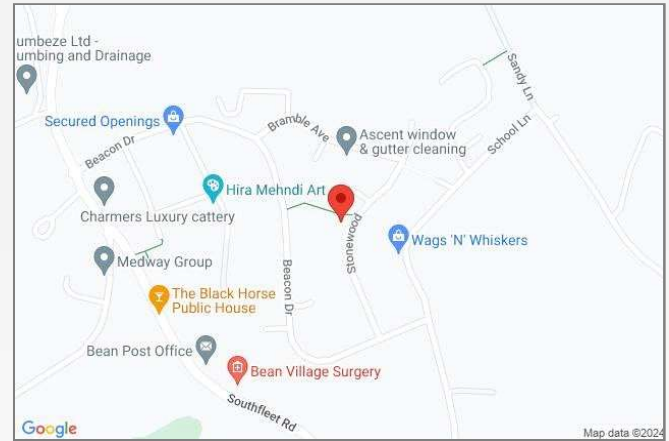 umbeze Ltd -
umbing and Drainage
Sandy Ln
Secured Openings
Bramble Ave
Ascent window
& gutter cleaning
School Ln
Beacon Dr
Hira Mehndi Art
Charmers Luxury cattery
Stonewood
Wags 'N' Whiskers
Medway Group
Beacon Dr
The Black Horse
Public House
Bean Post Office
Bean Village Surgery
Southfleet Rd
Google
Map data ©2024